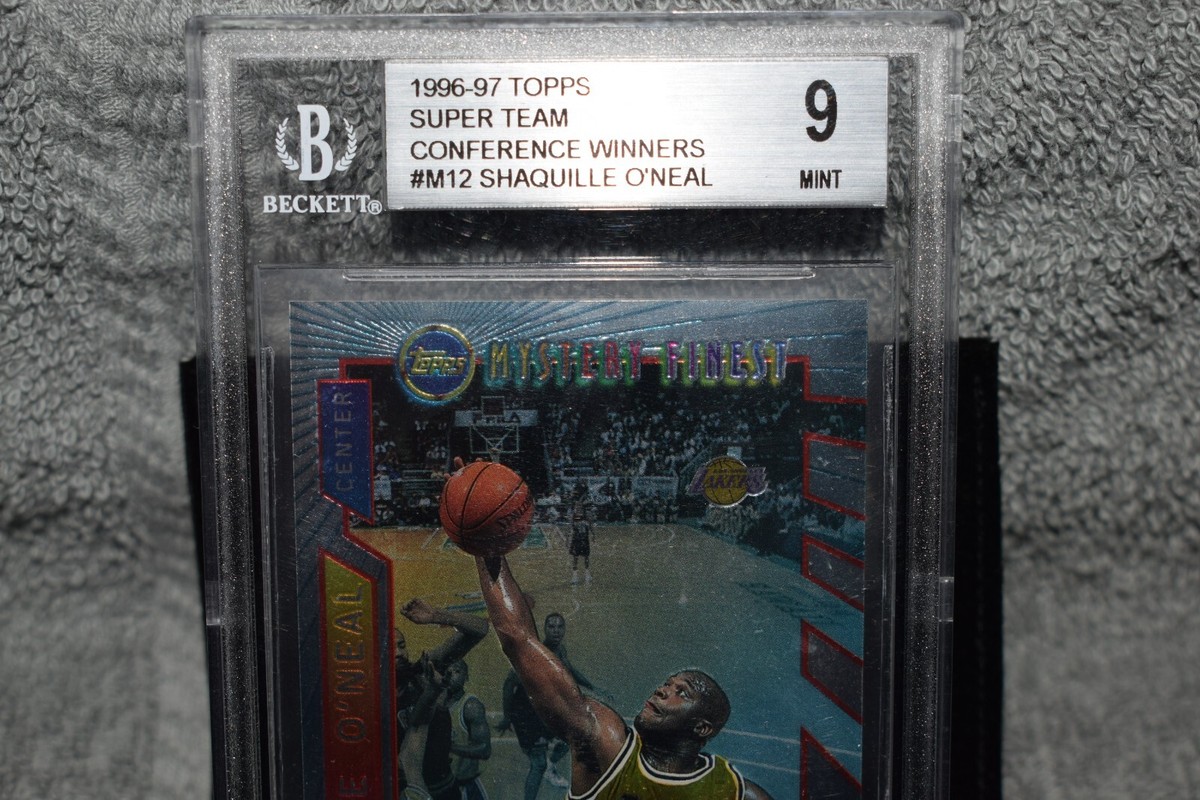 1996-97 TOPPS
SUPER TEAM
CONFERENCE WINNERS
#M12 SHAQUILLE O'NEAL
9
MINT
B
BECKETT®
TOPPS
MYSTERY FINEST
CENTER
LAKERS
SPALDING
E O'NEAL